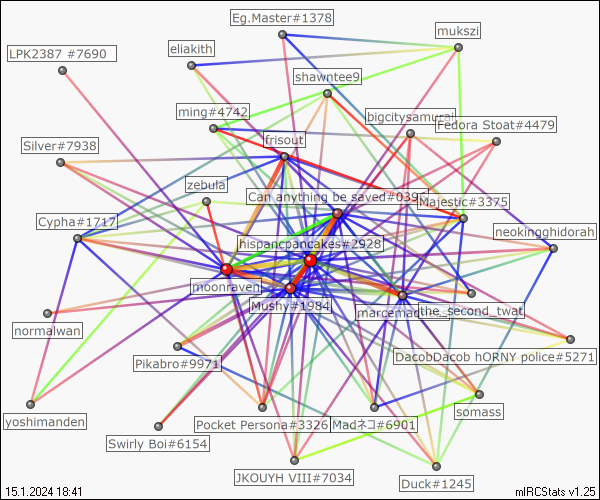 Eg.Master#1378
mukszi
LPK2387 #7690
eliakith
shawntee9
ming#4742
bigcitysamurai
Fedora Stoat#4479
Silver#7938
frisout
zebula
Can anything be saved#039
Majestic#3375
Cypha#1717
neokingghidorah
hispancpancakes#2928
moonraven
Mushy#1984
marcemad
the_second_twat
normalwan
DacobDacob hORNY police#5271
Pikabro#9971
yoshimanden
somass
Pocket Persona#3326
Madネコ#6901
Swirly Boi#6154
JKOUYH VIII#7034
Duck#1245
15.1.2024 18:41
mIRCStats v1.25